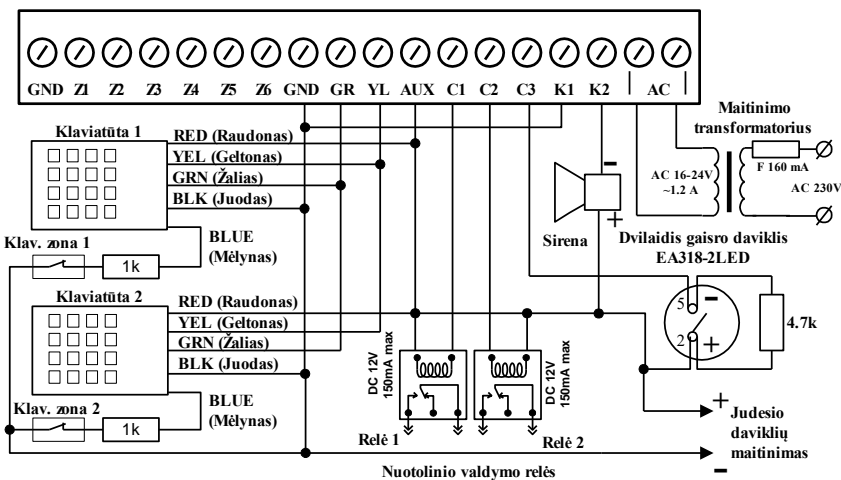 GND Z1 Z2 Z3 Z4 Z5 Z6 GND GR YL AUX C1 C2 C3 K1 K2 AC
Klaviatūta 1
RED (Raudonas)
YEL (Geltonas)
GRN (Žalias)
BLK (Juodas)
BLUE
(Mėlynas)
Klav. zona 1
1k
Klaviatūta 2
RED (Raudonas)
YEL (Geltonas)
GRN (Žalias)
BLK (Juodas)
BLUE
(Mėlynas)
Klav. zona 2
1k
Maitinimo
transformatorius
F 160 mA
AC 16-24V
~1.2 A
AC 230V
–
+
Sirena
Dvilaidis gaisro daviklis
EA318-2LED
5
–
2
+
4.7k
DC 12V
150mA max
DC 12V
150mA max
Relė 1
Relė 2
+
Judesio
daviklių
maitinimas
–
Nuotolinio valdymo relės